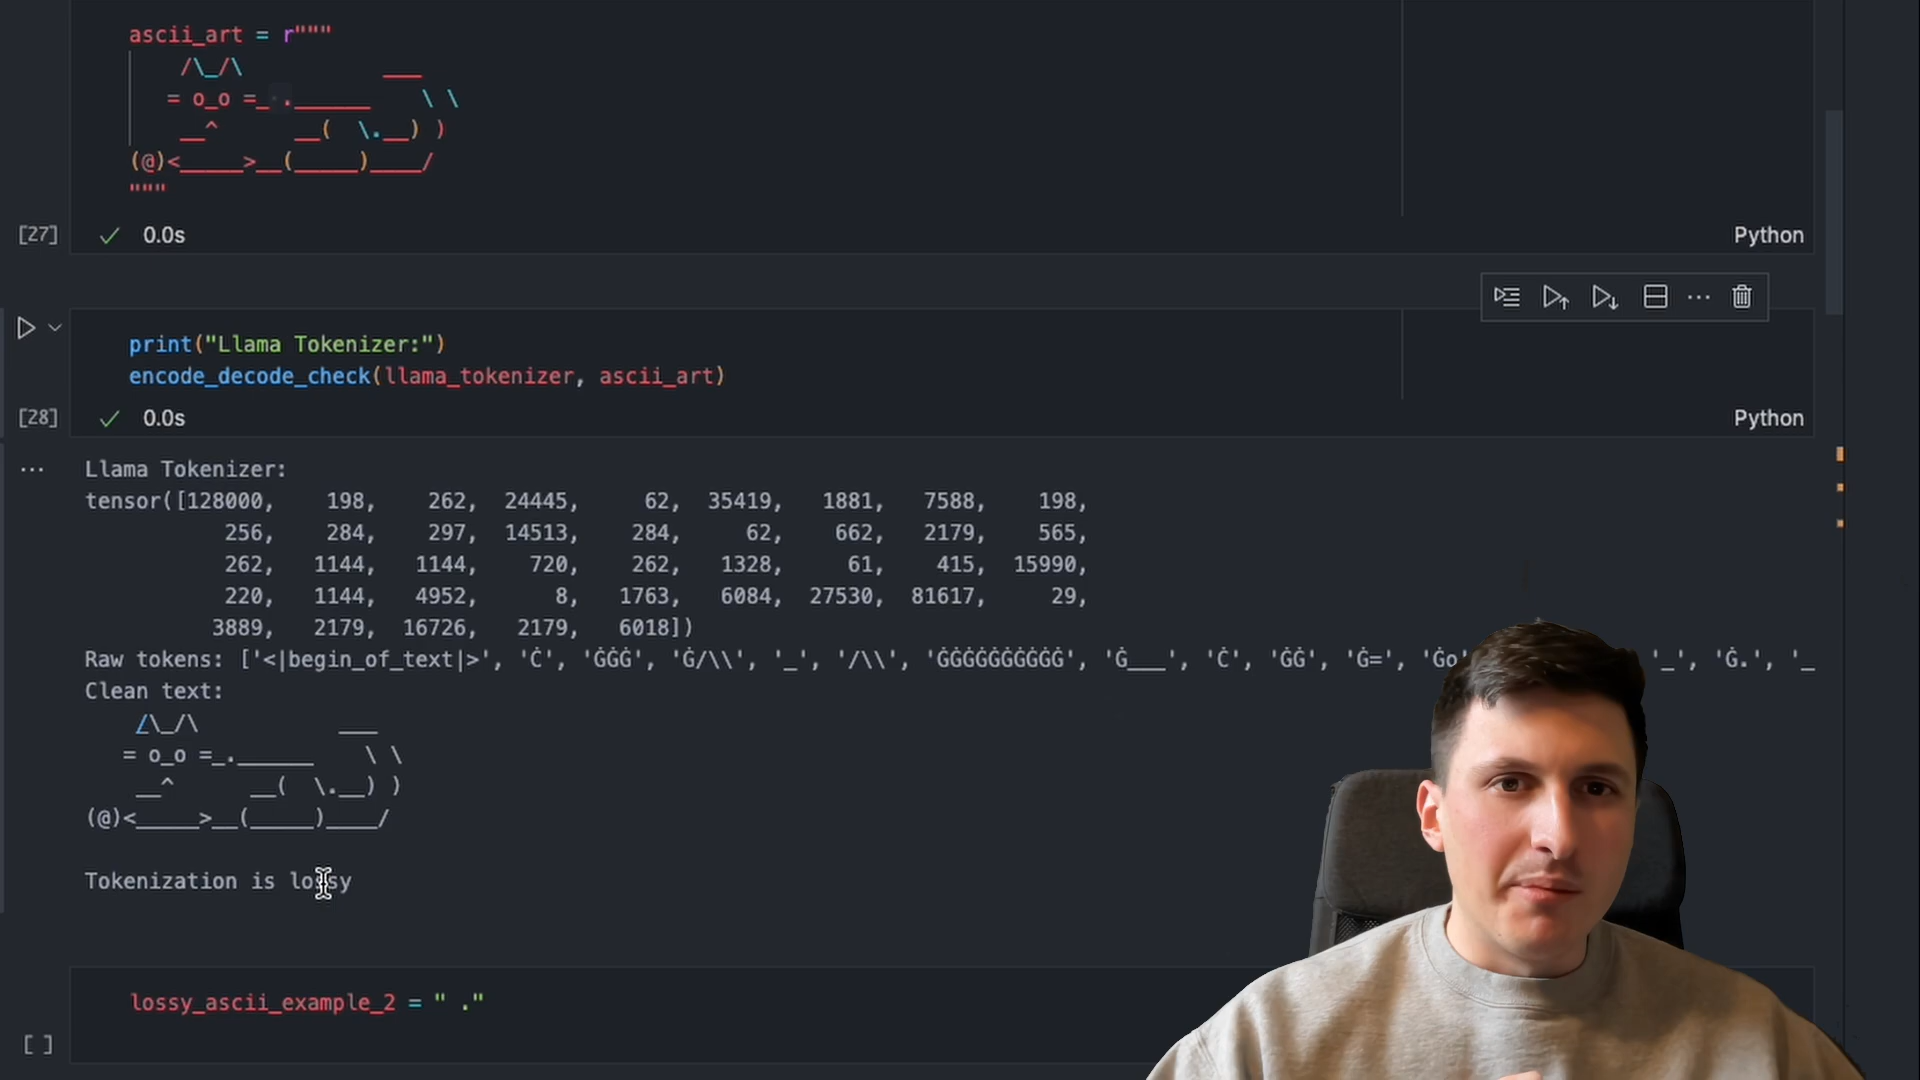 ascii_art = r"""
    /\_/\           ___
   = o_o =_ ·.______    \ \
    __^      __(  \.__) )
(@)<_____>__(_____)____/
"""
[27] 0.0s Python
print("Llama Tokenizer:")
encode_decode_check(llama_tokenizer, ascii_art)
[28] 0.0s Python
Llama Tokenizer:
tensor([128000,    198,    262,  24445,     62,  35419,   1881,   7588,    198,
           256,    284,    297,  14513,    284,     62,    662,   2179,    565,
           262,   1144,   1144,    720,    262,   1328,     61,    415,  15990,
           220,   1144,   4952,      8,   1763,   6084,  27530,  81617,     29,
          3889,   2179,  16726,   2179,   6018])
Raw tokens: ['<|begin_of_text|>', 'Ċ', 'ĠĠĠ', 'Ġ/\\', '_', '/\\', 'ĠĠĠĠĠĠĠĠĠĠ', 'Ġ___', 'Ċ', 'ĠĠ', 'Ġ=', 'Ġo '_', 'Ġ.', '_
Clean text:
    /\_/\           ___
   = o_o =_.______    \ \
    __^      __(  \.__) )
(@)<_____>__(_____)____/
Tokenization is lossy
lossy_ascii_example_2 = " ."
[ ]